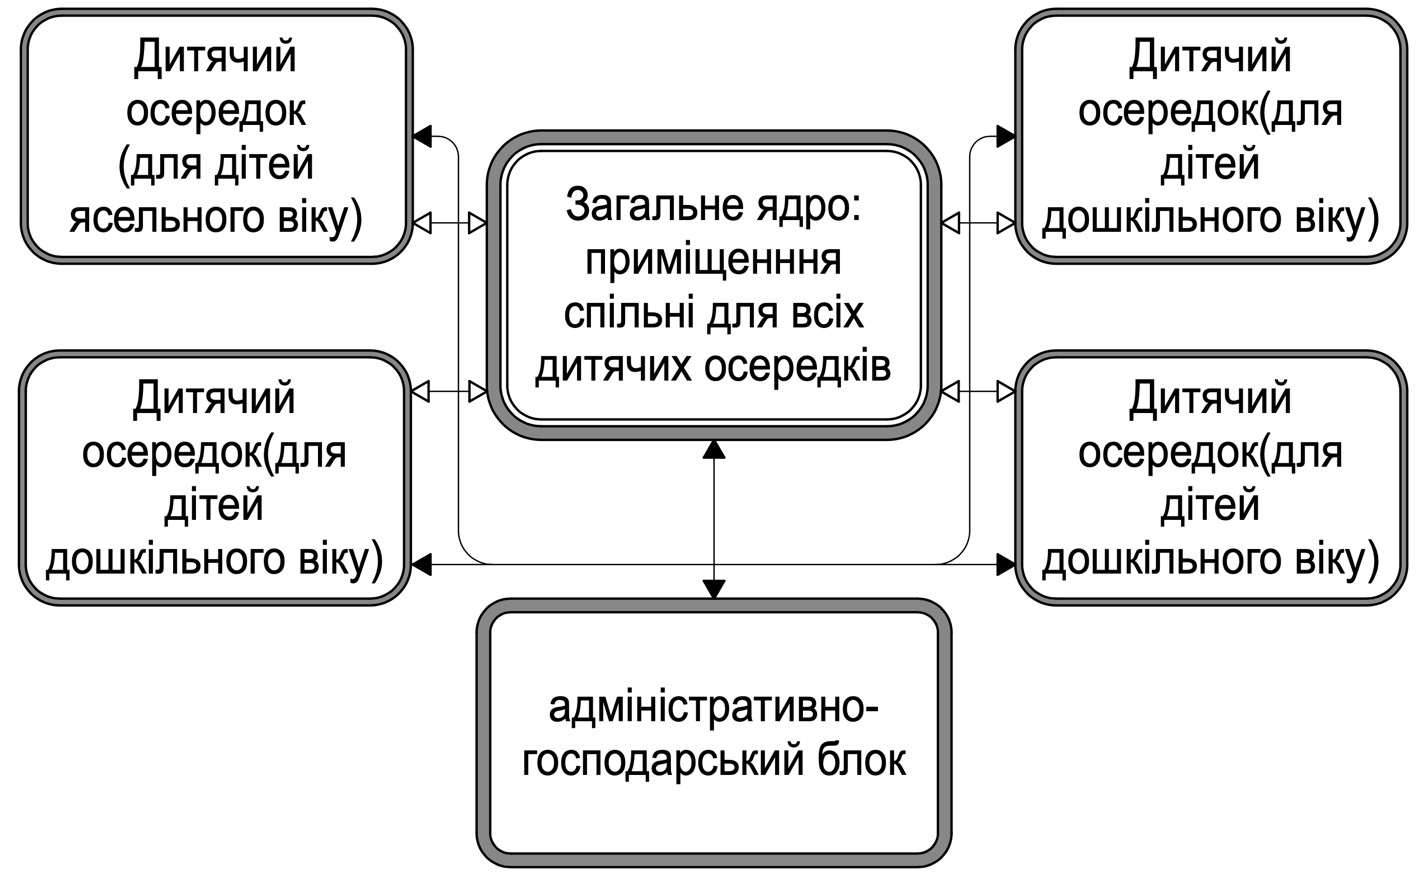 Дитячий
осередок
(для дітей
ясельного віку)
Загальне ядро:
приміщенння
спільні для всіх
дитячих осередків
Дитячий
осередок(для
дітей
дошкільного віку)
Дитячий
осередок(для
дітей
дошкільного віку)
Дитячий
осередок(для
дітей
дошкільного віку)
адміністративно-
господарський блок